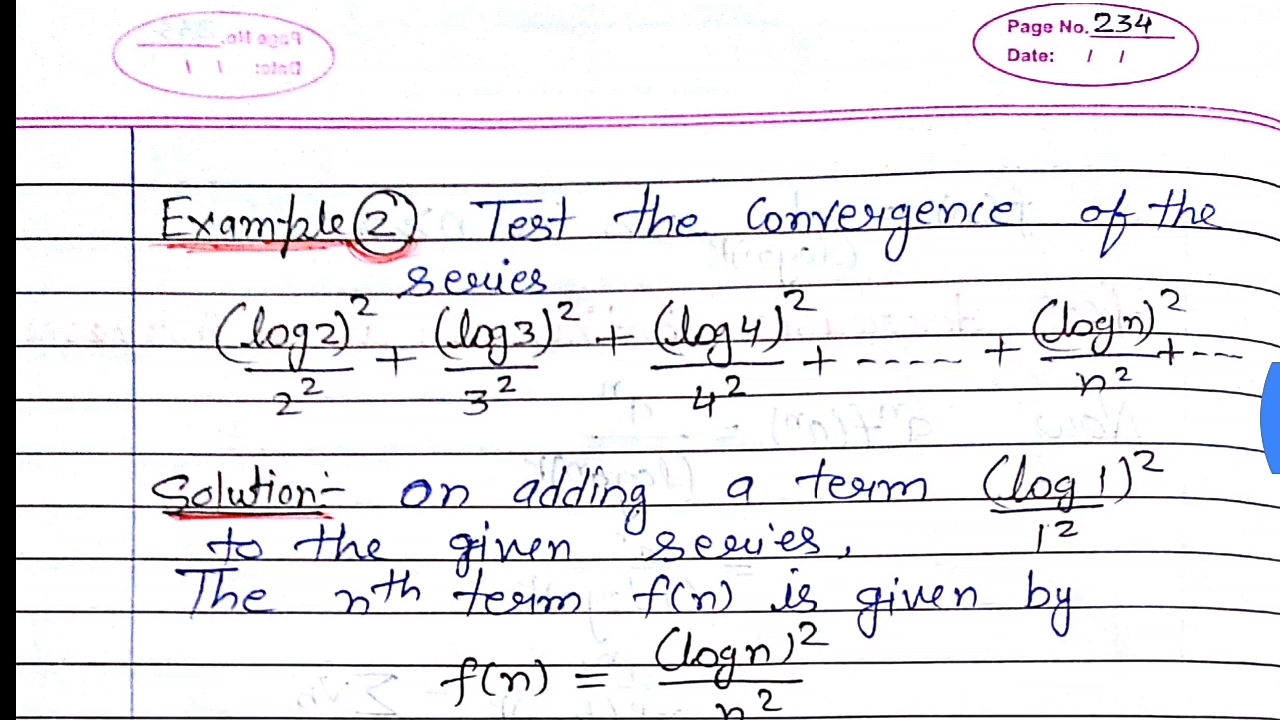 Page No. 234
Date: / /
Example ② Test the Convergence of the
series
(log2)²/2² + (log3)²/3² + (log4)²/4² + ----- + (logn)²/n² + ---
Solution:- on adding a term (log 1)²/1²
to the given series,
The nth term f(n) is given by
f(n) = (logn)²/n²